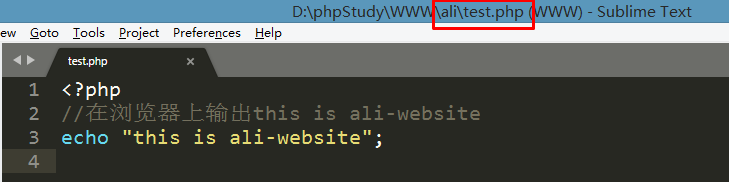 D:\phpStudy\WWW\ali\test.php (WWW) - Sublime Text
ew Goto Tools Project Preferences Help
test.php ×
1 <?php
2 //在浏览器上输出this is ali-website
3 echo "this is ali-website";
4